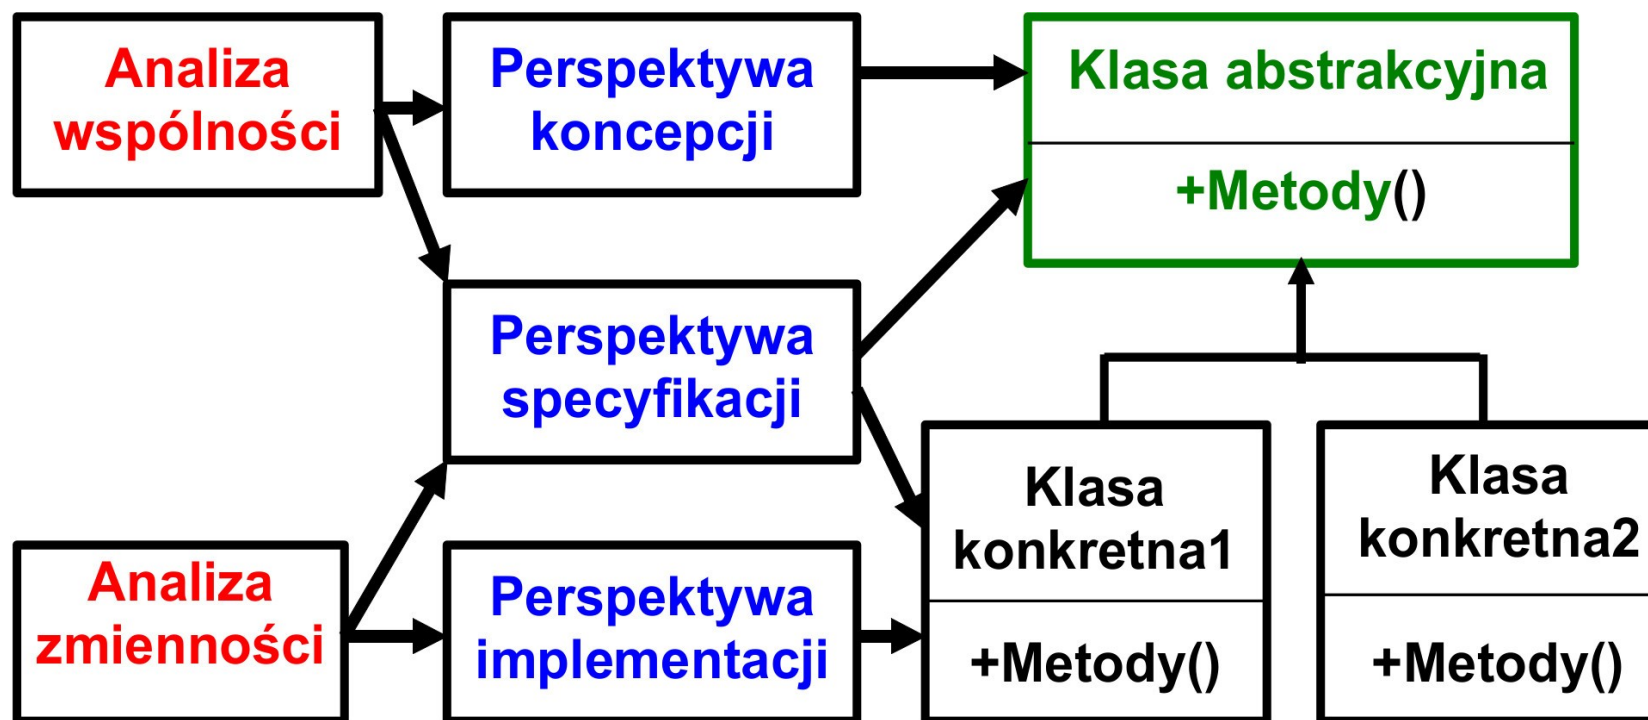 Analiza
wspólności
Perspektywa
koncepcji
Klasa abstrakcyjna
+Metody()
Perspektywa
specyfikacji
Analiza
zmienności
Perspektywa
implementacji
Klasa
konkretna1
+Metody()
Klasa
konkretna2
+Metody()